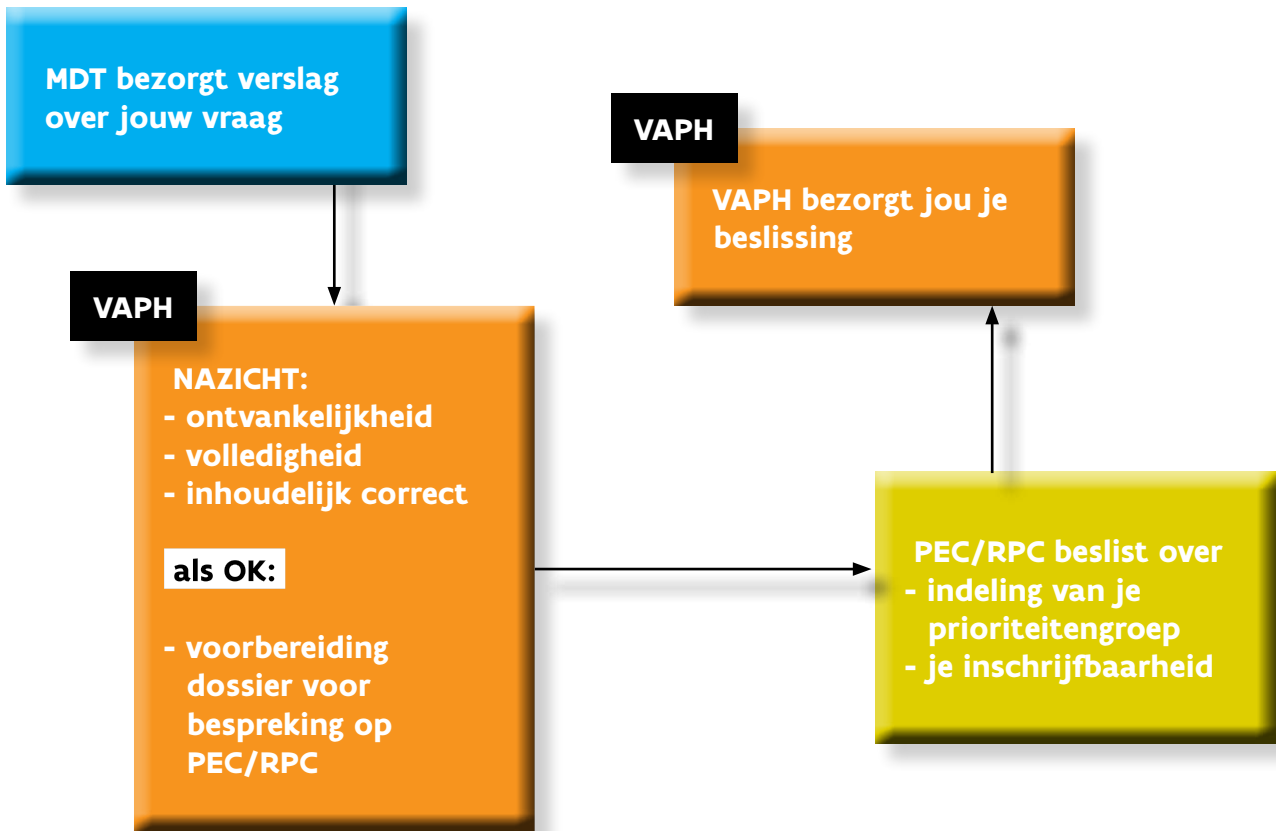 MDT bezorgt verslag
over jouw vraag
VAPH
NAZICHT:
- ontvankelijkheid
- volledigheid
- inhoudelijk correct
als OK:
- voorbereiding
dossier voor
bespreking op
PEC/RPC
PEC/RPC beslist over
- indeling van je
prioriteitengroep
- je inschrijfbaarheid
VAPH
VAPH bezorgt jou je
beslissing